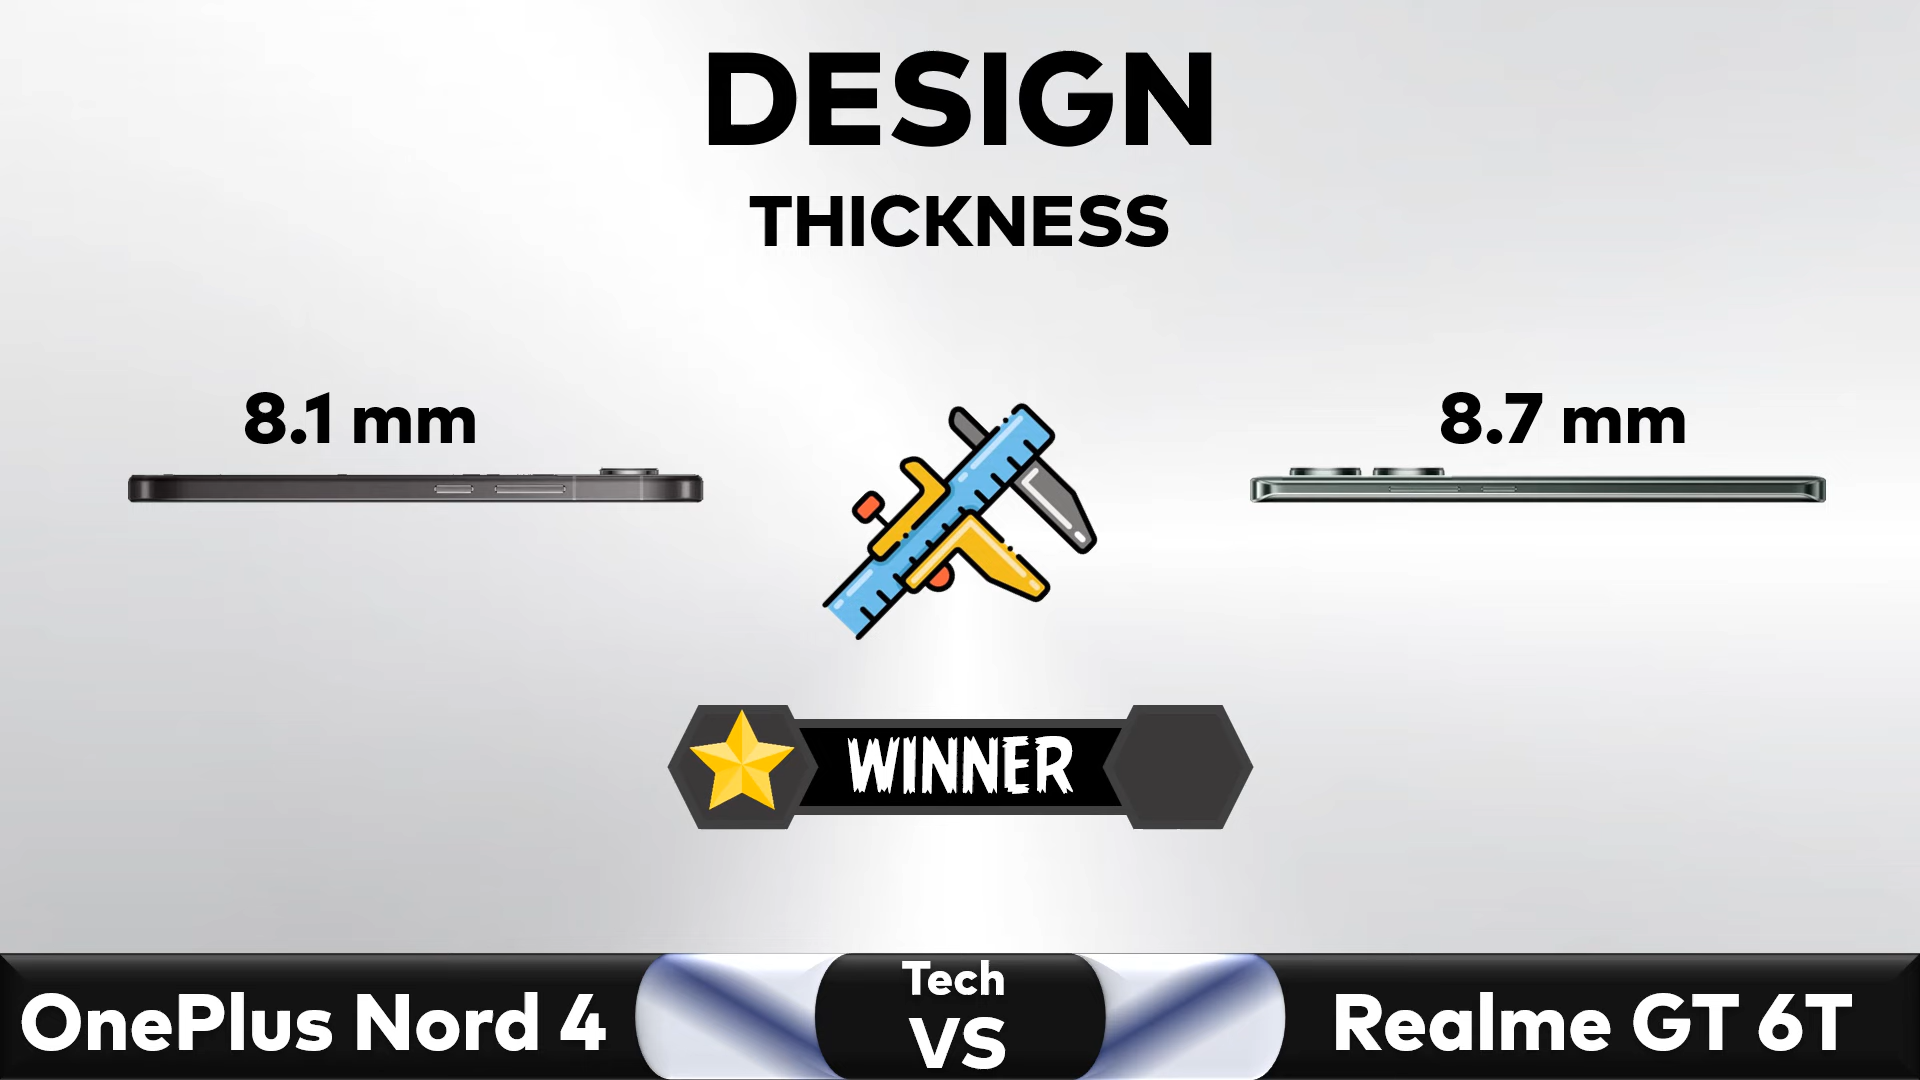 DESIGN
THICKNESS
8.1 mm
8.7 mm
WINNER
OnePlus Nord 4
Tech
VS
Realme GT 6T